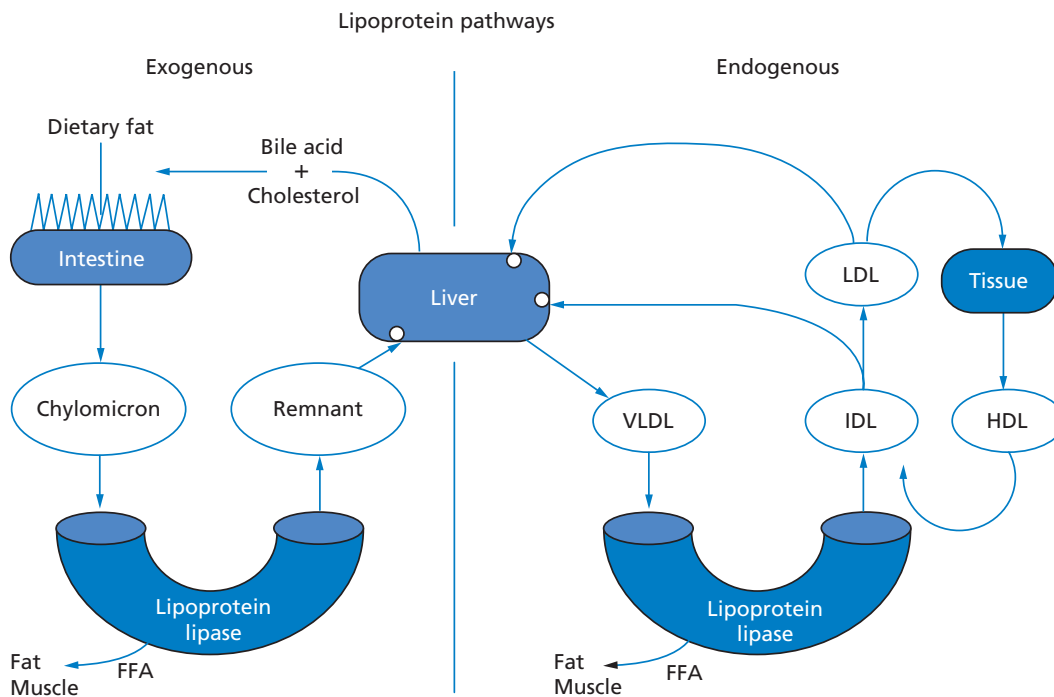 Lipoprotein pathways
Exogenous
Endogenous
Dietary fat
Bile acid
+
Cholesterol
Intestine
Liver
LDL
Tissue
Chylomicron
Remnant
VLDL
IDL
HDL
Lipoprotein
lipase
Lipoprotein
lipase
Fat
Muscle
FFA
Fat
Muscle
FFA